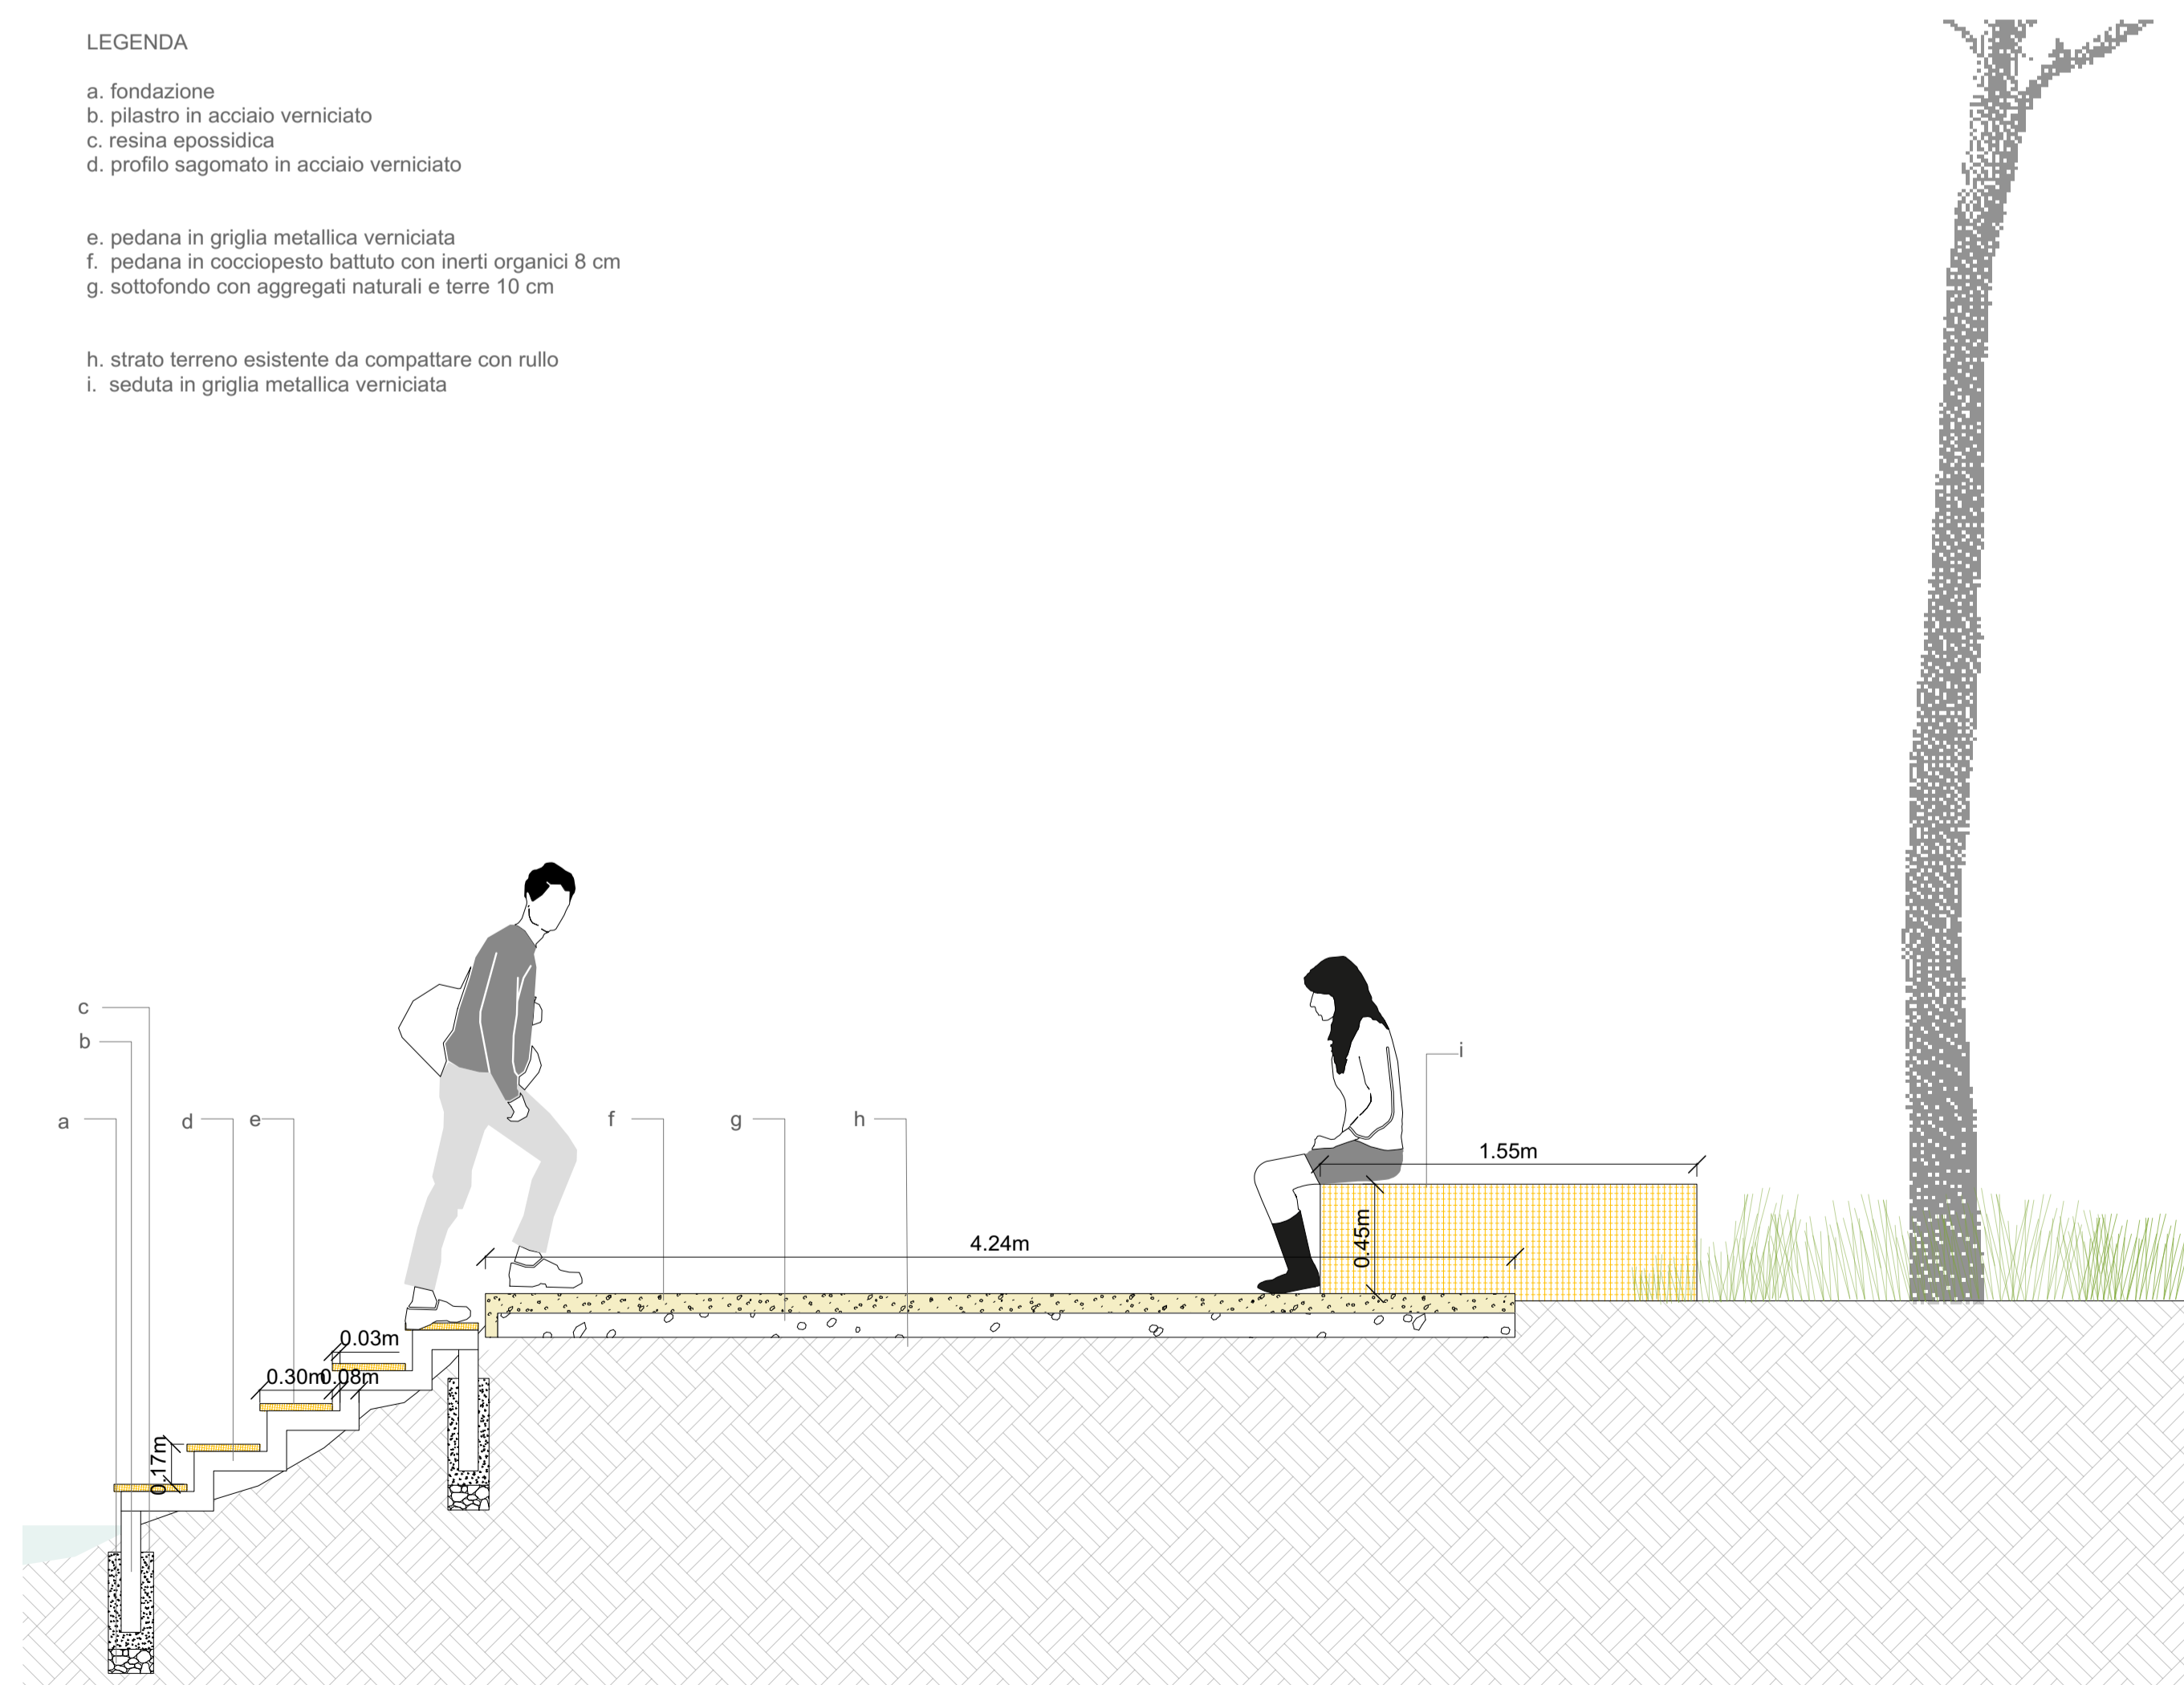 LEGENDA
a. fondazione
b. pilastro in acciaio verniciato
c. resina epossidica
d. profilo sagomato in acciaio verniciato
e. pedana in griglia metallica verniciata
f. pedana in cocciopesto battuto con inerti organici 8 cm
g. sottofondo con aggregati naturali e terre 10 cm
h. strato terreno esistente da compattare con rullo
i. seduta in griglia metallica verniciata
c
b
i
a
d
e
f
g
h
1.55m
0.45m
4.24m
0.03m
0.30m
0.08m
0.17m